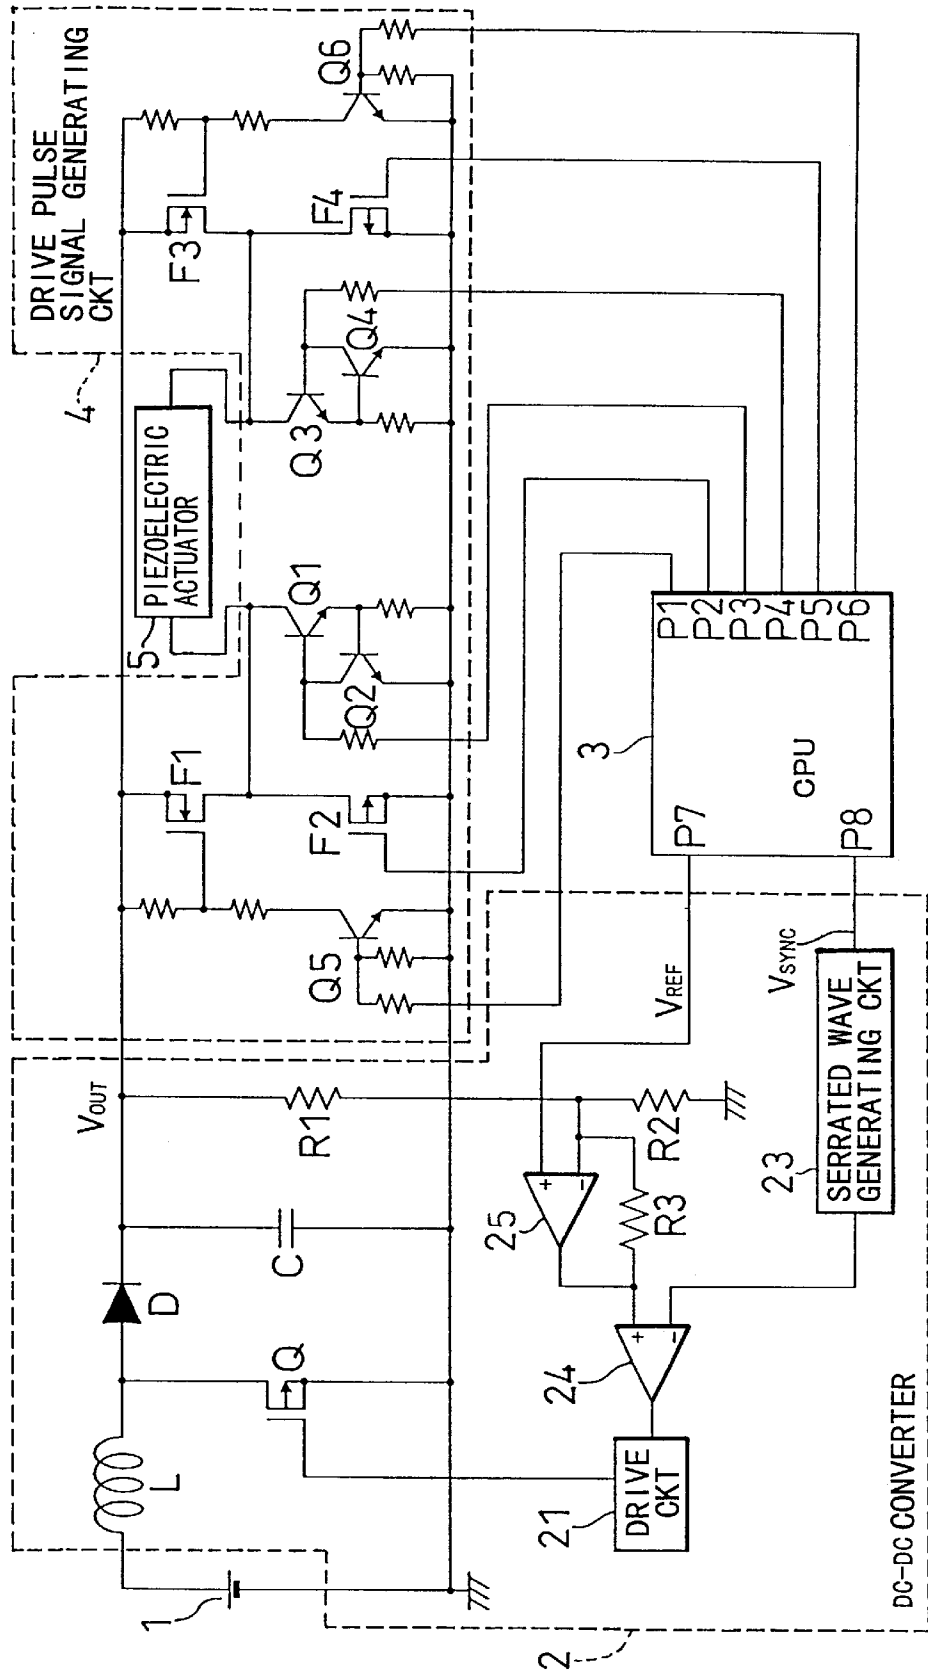 DRIVE PULSE
SIGNAL GENERATING
CKT
4
PIEZOELECTRIC
ACTUATOR
5
VOUT
L
D
C
Q
R1
Q5
F1
F2
Q2
Q1
Q3
Q4
F3
F4
Q6
1
2
3
CPU
P1
P2
P3
P4
P5
P6
P7
P8
VREF
VSYNC
25
+
−
R2
R3
24
+
−
21
DRIVE
CKT
23
SERRATED WAVE
GENERATING CKT
DC-DC CONVERTER